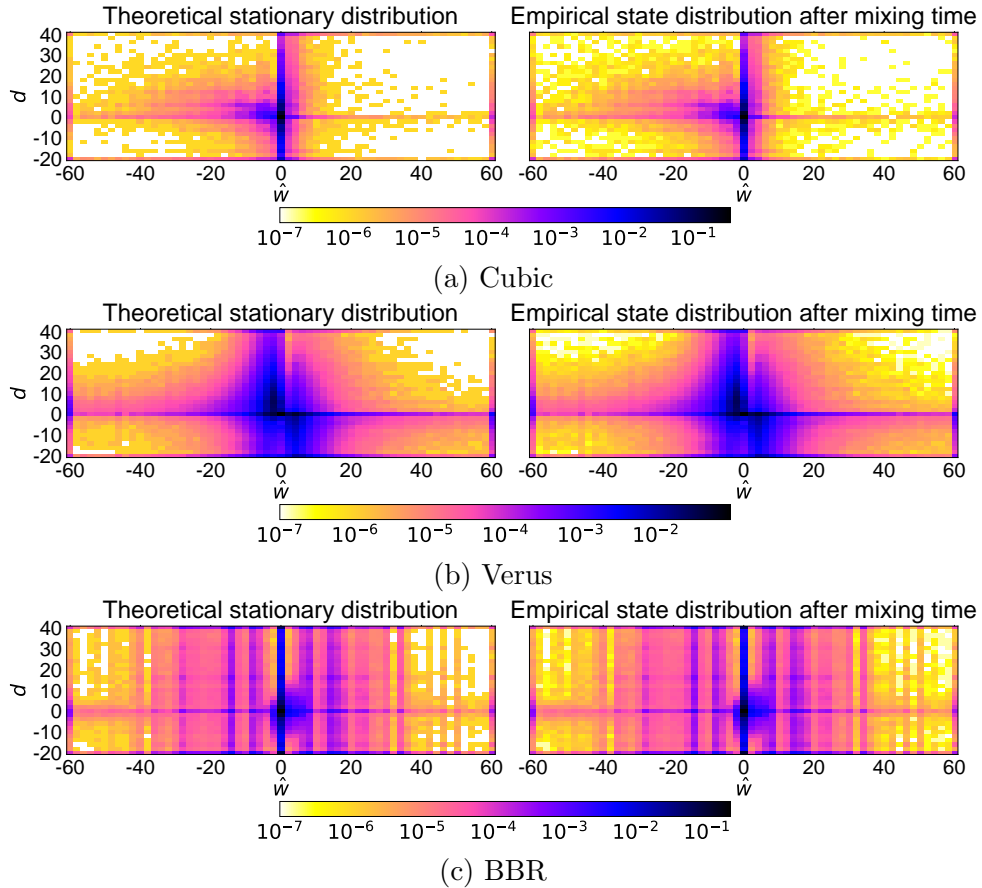 Theoretical stationary distribution
Empirical state distribution after mixing time
d
40
30
20
10
0
-10
-20
-60 -40 -20 0 20 40 60
ŵ
-60 -40 -20 0 20 40 60
ŵ
10⁻⁷ 10⁻⁶ 10⁻⁵ 10⁻⁴ 10⁻³ 10⁻² 10⁻¹
(a) Cubic
Theoretical stationary distribution
Empirical state distribution after mixing time
d
40
30
20
10
0
-10
-20
-60 -40 -20 0 20 40 60
ŵ
-60 -40 -20 0 20 40 60
ŵ
10⁻⁷ 10⁻⁶ 10⁻⁵ 10⁻⁴ 10⁻³ 10⁻²
(b) Verus
Theoretical stationary distribution
Empirical state distribution after mixing time
d
40
30
20
10
0
-10
-20
-60 -40 -20 0 20 40 60
ŵ
-60 -40 -20 0 20 40 60
ŵ
10⁻⁷ 10⁻⁶ 10⁻⁵ 10⁻⁴ 10⁻³ 10⁻² 10⁻¹
(c) BBR